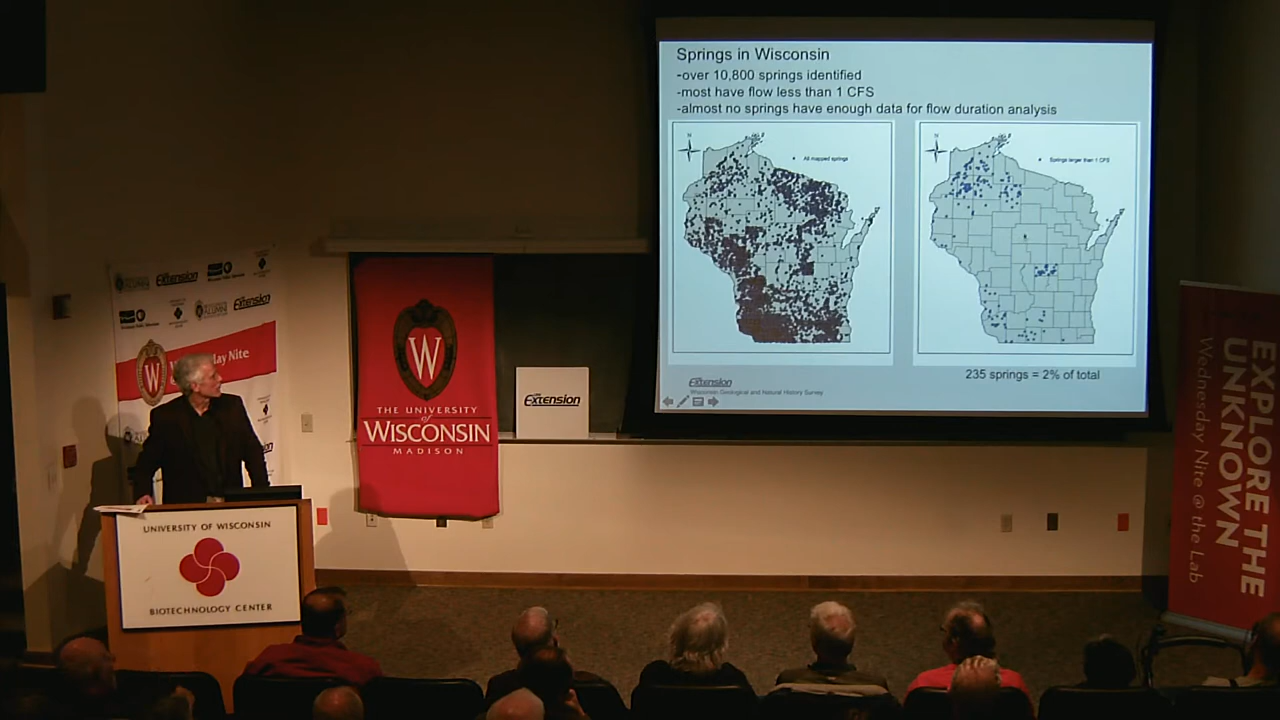 Springs in Wisconsin
-over 10,800 springs identified
-most have flow less than 1 CFS
-almost no springs have enough data for flow duration analysis
N
All mapped springs
N
Springs larger than 1 CFS
235 springs = 2% of total
Extension
Wisconsin Geological and Natural History Survey
Extension
ALUMNI
Extension
day Nite
W
W
THE UNIVERSITY
of
WISCONSIN
MADISON
Extension
UNIVERSITY OF WISCONSIN
BIOTECHNOLOGY CENTER
EXPLORE THE
UNKNOWN
Wednesday Nite @ the Lab